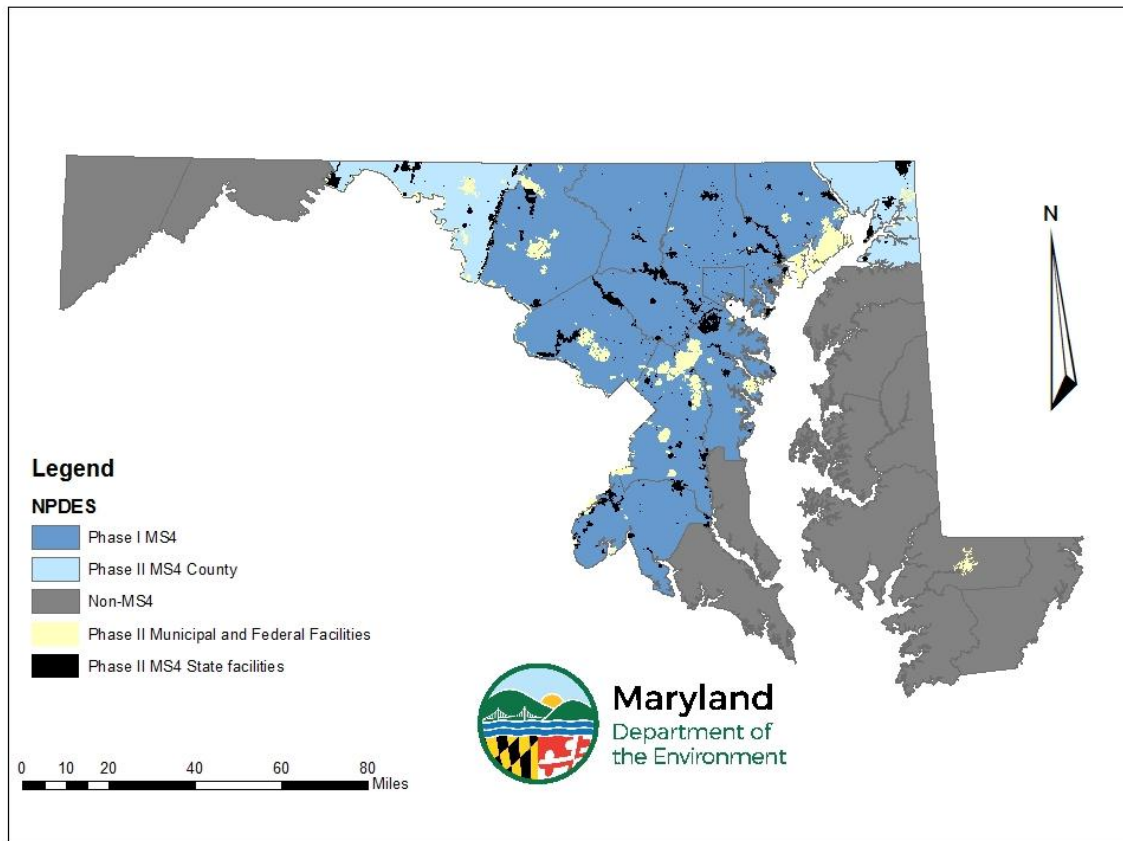 N
Legend
NPDES
Phase I MS4
Phase II MS4 County
Non-MS4
Phase II Municipal and Federal Facilities
Phase II MS4 State facilities
Maryland
Department of
the Environment
0 10 20 40 60 80
Miles